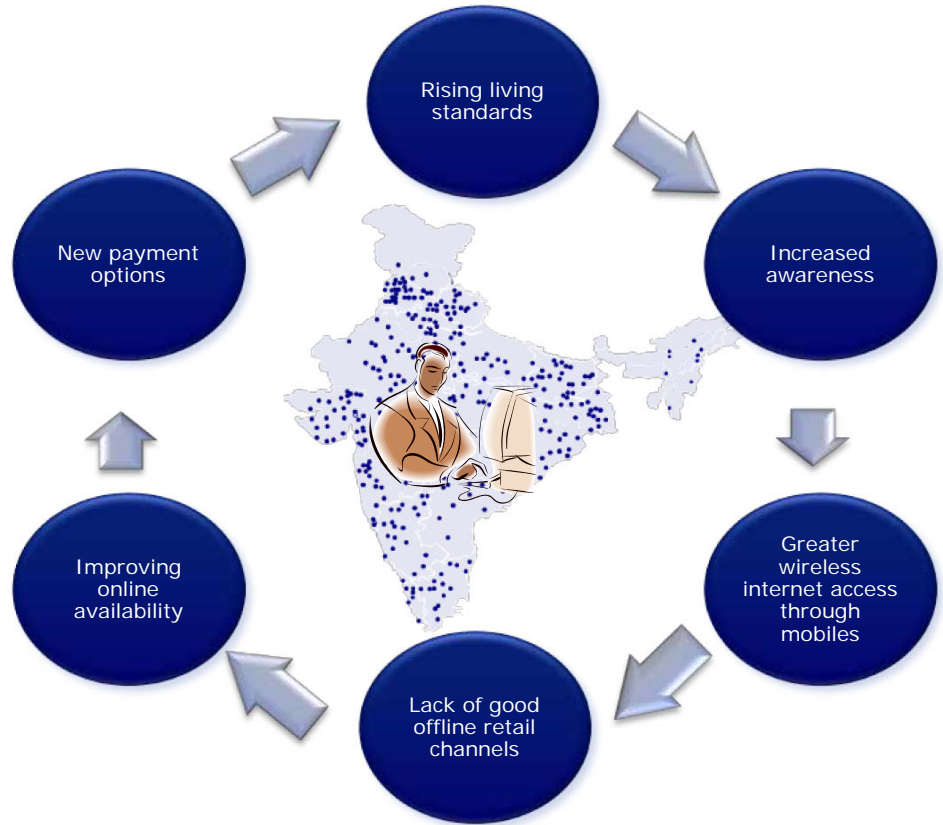 Rising living
standards
Increased
awareness
Greater
wireless
internet access
through
mobiles
Lack of good
offline retail
channels
Improving
online
availability
New payment
options